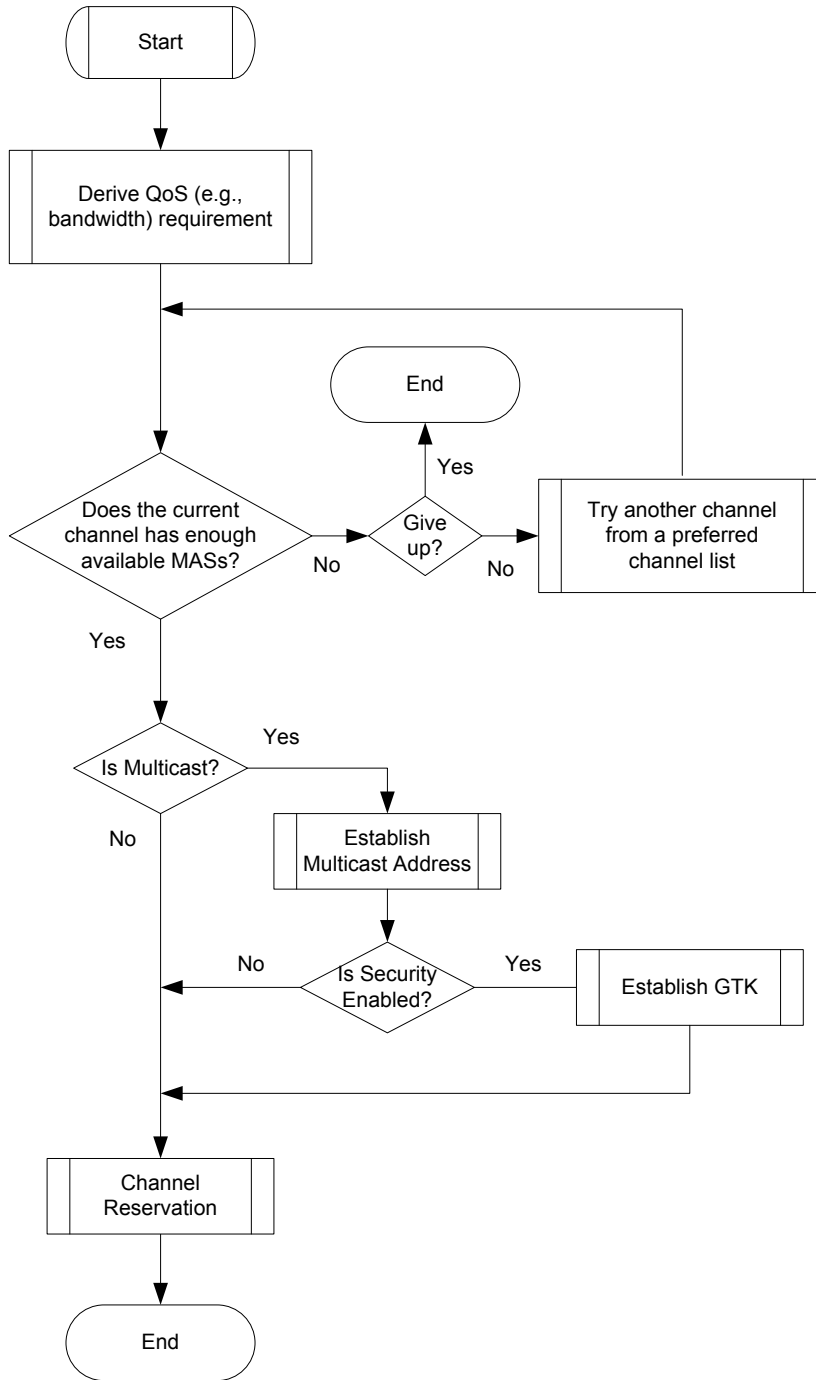 Start
Derive QoS (e.g.,
bandwidth) requirement
End
Yes
Does the current
channel has enough
available MASs?
No
Give
up?
No
Try another channel
from a preferred
channel list
Yes
Is Multicast?
Yes
No
Establish
Multicast Address
No
Is Security
Enabled?
Yes
Establish GTK
Channel
Reservation
End